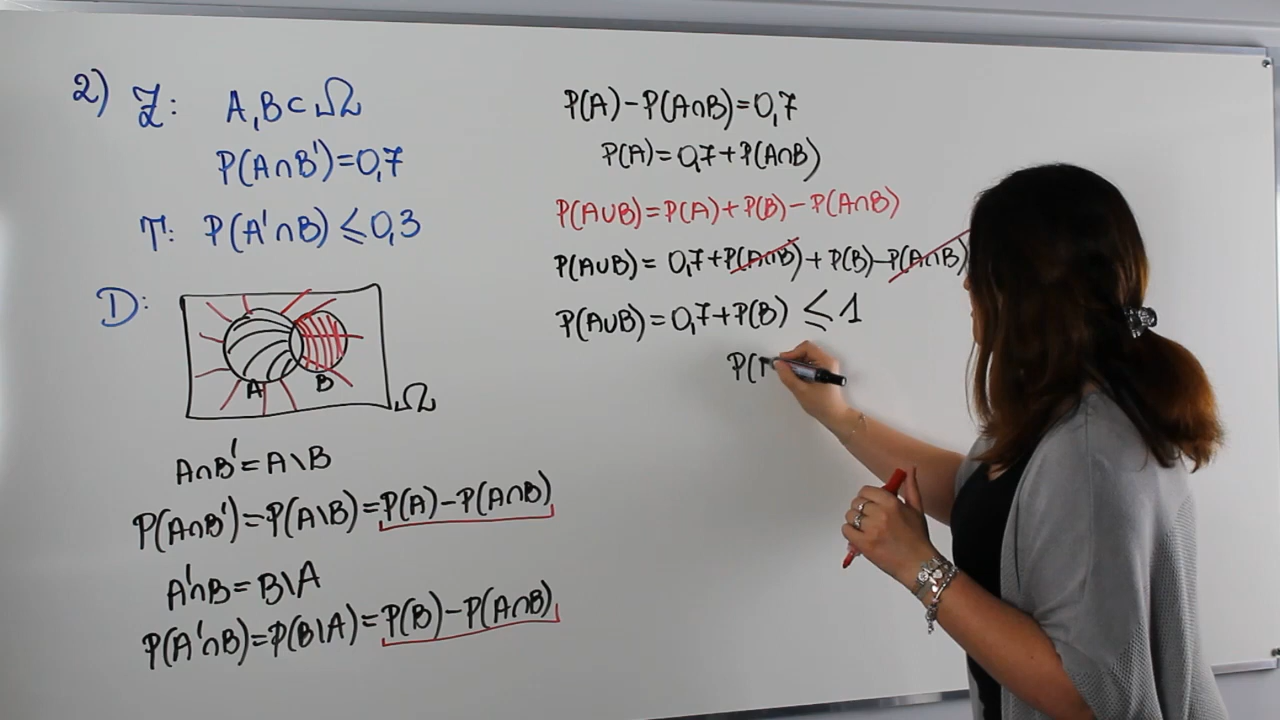 2) Z: A, B ⊂ Ω
P(A∩B')=0,7
T: P(A'∩B) ≤ 0,3
D:
A B
Ω
A∩B' = A\B
P(A∩B')=P(A\B)=P(A)-P(A∩B)
A'∩B = B\A
P(A'∩B)=P(B\A)=P(B)-P(A∩B)
P(A)-P(A∩B)=0,7
P(A)=0,7+P(A∩B)
P(A∪B)=P(A)+P(B)-P(A∩B)
P(A∪B)= 0,7+P(A∩B)+P(B)-P(A∩B)
P(A∪B)=0,7+P(B) ≤ 1
P(